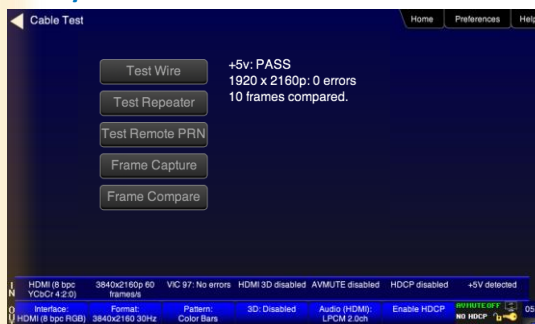 Cable Test
Home
Preferences
Help
Test Wire
Test Repeater
Test Remote PRN
Frame Capture
Frame Compare
+5v: PASS
1920 x 2160p: 0 errors
10 frames compared.
IN
HDMI (8 bpc
YCbCr 4:2:0)
3840x2160p 60
frames/s
VIC 97: No errors
HDMI 3D disabled
AVMUTE disabled
HDCP disabled
+5V detected
Interface:
HDMI (8 bpc RGB)
Format:
3840x2160 30Hz
Pattern:
Color Bars
3D: Disabled
Audio (HDMI):
LPCM 2.0ch
Enable HDCP
AVMUTE OFF
NO HDCP
05